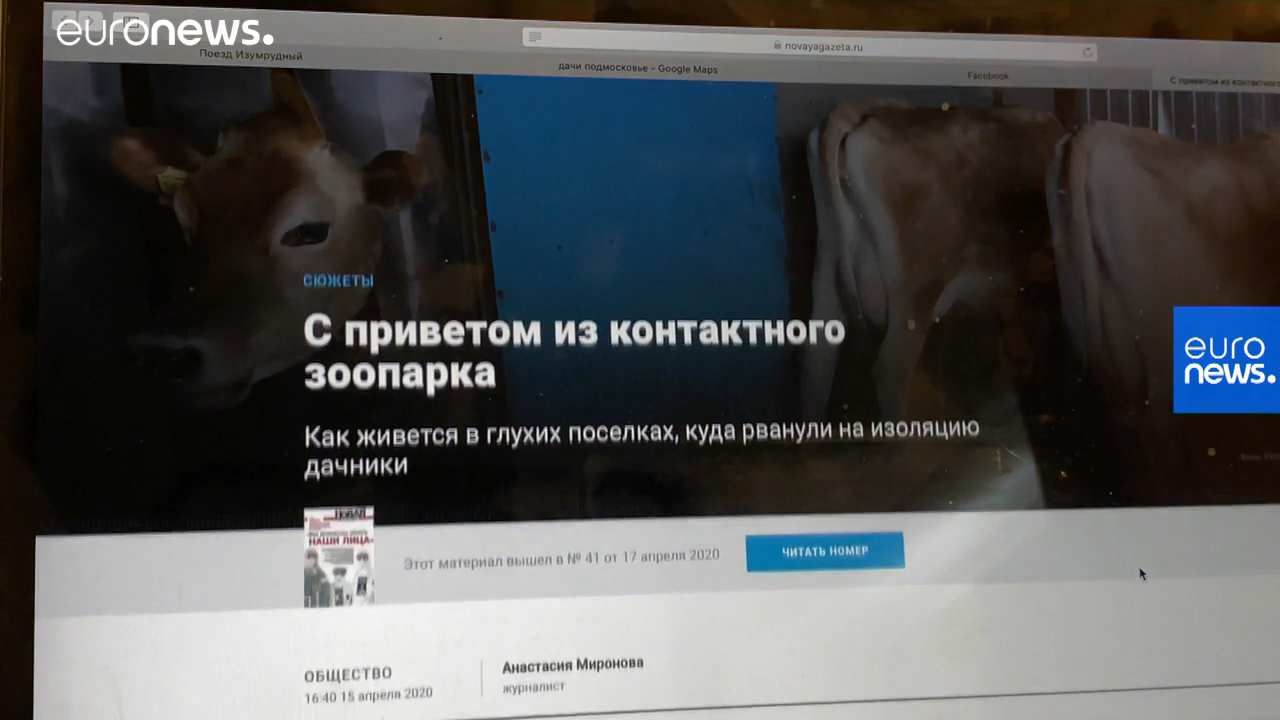 euronews.
novayagazeta.ru
Поезд Изумрудный
дачи подмосковье - Google Maps
Facebook
С приветом из контактного
СЮЖЕТЫ
С приветом из контактного
зоопарка
Как живется в глухих поселках, куда рванули на изоляцию
дачники
euro
news.
НАШИ ЛИЦА
Этот материал вышел в № 41 от 17 апреля 2020
ЧИТАТЬ НОМЕР
ОБЩЕСТВО
16:40 15 апреля 2020
Анастасия Миронова
журналист